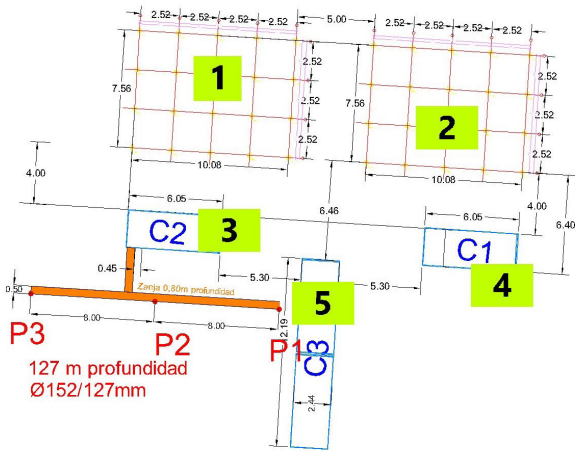 2.52 2.52 2.52 2.52
5.00
2.52 2.52 2.52 2.52
7.56
1
2.52
2.52
2.52
7.56
2
2.52
2.52
2.52
10.08
10.08
4.00
6.05
6.46
6.05
4.00
6.40
C2
3
C1
4
0.45
5.30
5.30
Zanja 0,80m profundidad
0.50
8.00
8.00
5
12.19
P3
P2
P1
C3
127 m profundidad
Ø152/127mm
2.44